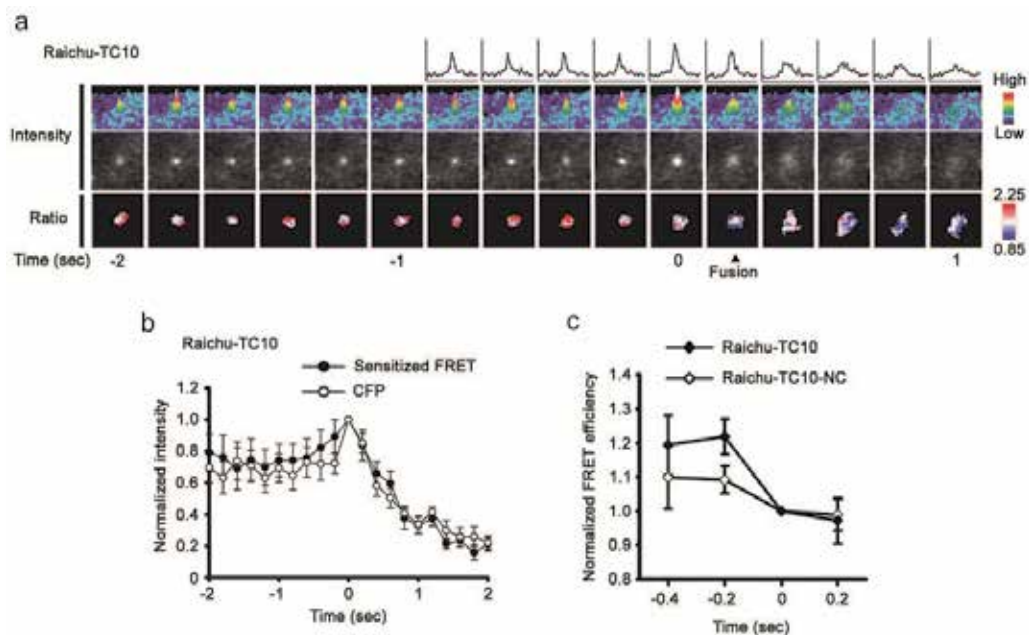 a
Raichu-TC10
High
Intensity
Low
Ratio
2.25
0.85
Time (sec) -2 -1 0 1
Fusion
b
Raichu-TC10
Sensitized FRET
CFP
Normalized intensity
1.2
1.0
0.8
0.6
0.4
0.2
0
-2 -1 0 1 2
Time (sec)
c
Raichu-TC10
Raichu-TC10-NC
Normalized FRET efficiency
1.4
1.3
1.2
1.1
1.0
0.9
0.8
-0.4 -0.2 0 0.2
Time (sec)